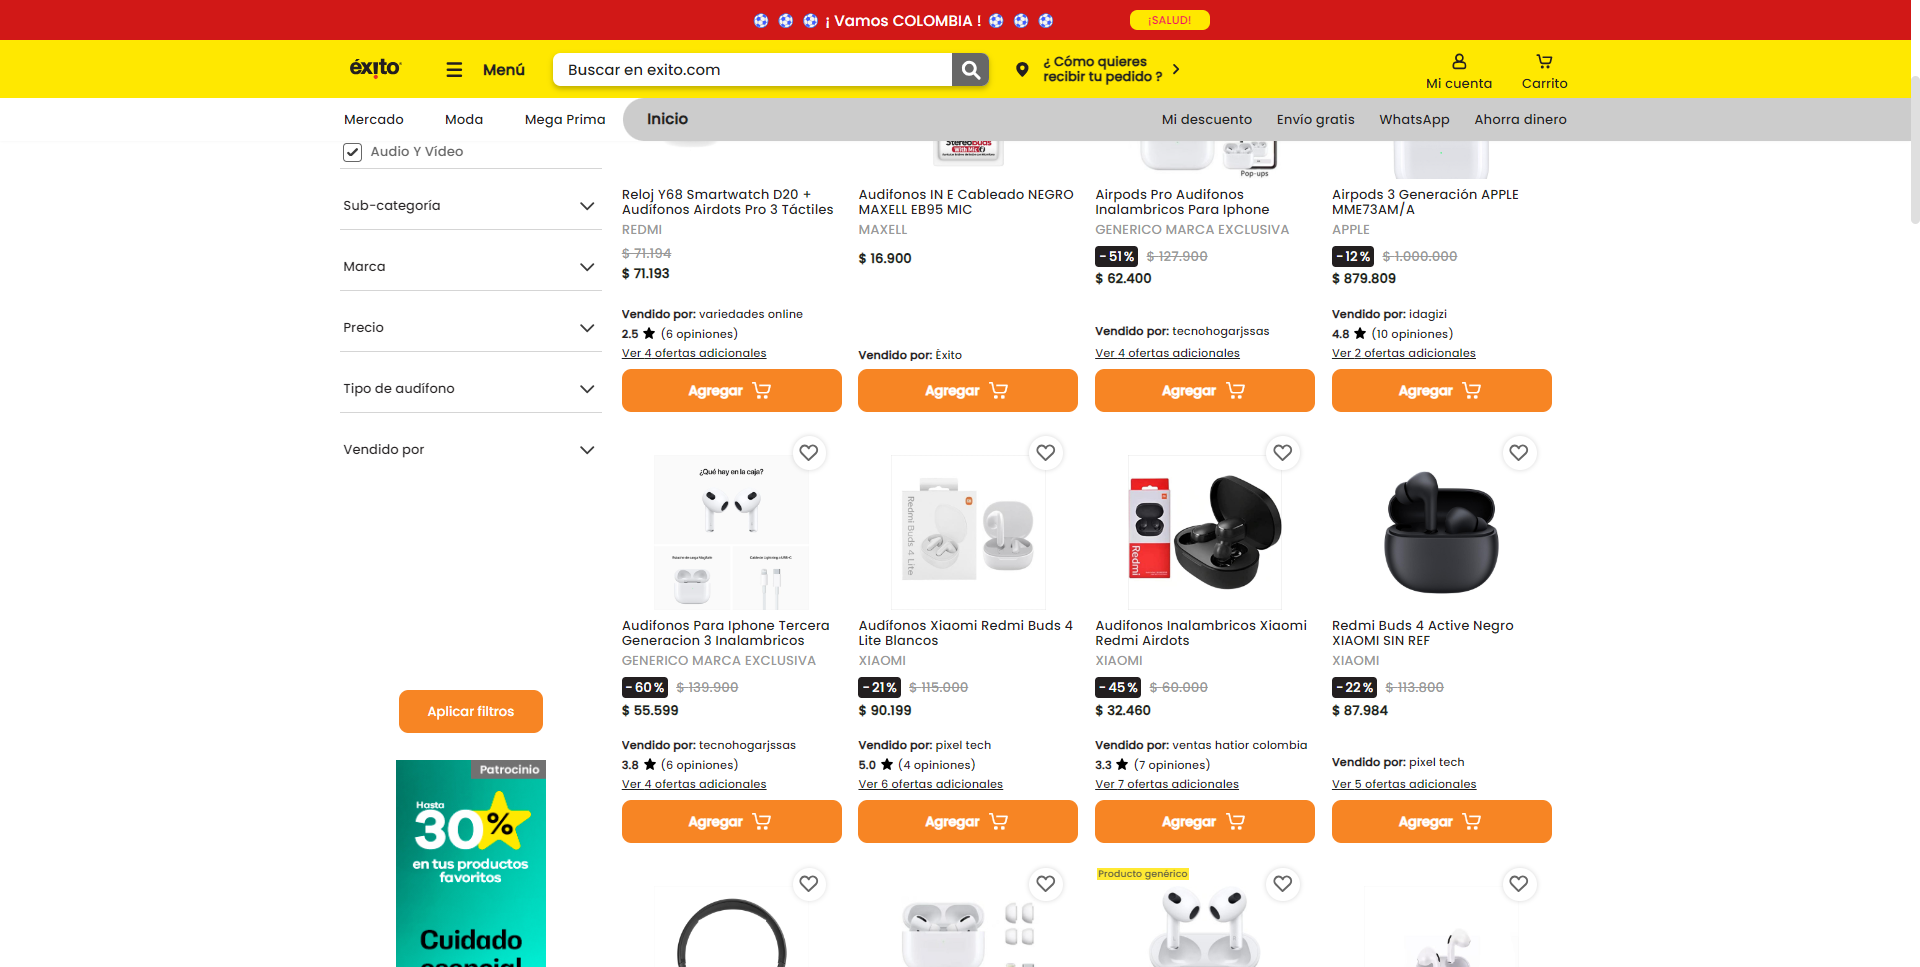 ¡ Vamos COLOMBIA !
¡SALUD!
éxito
Menú
Buscar en exito.com
¿ Cómo quieres
recibir tu pedido ?
Mi cuenta
Carrito
Mercado
Moda
Mega Prima
Inicio
Mi descuento
Envío gratis
WhatsApp
Ahorra dinero
Audio Y Vídeo
Sub-categoría
Marca
Precio
Tipo de audífono
Vendido por
Aplicar filtros
Patrocinio
Hasta
30%
en tus productos
favoritos
Cuidado
esencial
StereoBuds
With Mic
Pop-ups
Reloj Y68 Smartwatch D20 +
Audífonos Airdots Pro 3 Táctiles
REDMI
$ 71.194
$ 71.193
Vendido por: variedades online
2.5 ★ (6 opiniones)
Ver 4 ofertas adicionales
Agregar
Audifonos IN E Cableado NEGRO
MAXELL EB95 MIC
MAXELL
$ 16.900
Vendido por: Éxito
Agregar
Airpods Pro Audifonos
Inalambricos Para Iphone
GENERICO MARCA EXCLUSIVA
-51% $ 127.900
$ 62.400
Vendido por: tecnohogarjssas
Ver 4 ofertas adicionales
Agregar
Airpods 3 Generación APPLE
MME73AM/A
APPLE
-12% $ 1.000.000
$ 879.809
Vendido por: idagizi
4.8 ★ (10 opiniones)
Ver 2 ofertas adicionales
Agregar
¿Qué hay en la caja?
Audifonos Para Iphone Tercera
Generacion 3 Inalambricos
GENERICO MARCA EXCLUSIVA
-60% $ 139.900
$ 55.599
Vendido por: tecnohogarjssas
3.8 ★ (6 opiniones)
Ver 4 ofertas adicionales
Agregar
Redmi Buds 4 Lite
Audífonos Xiaomi Redmi Buds 4
Lite Blancos
XIAOMI
-21% $ 115.000
$ 90.199
Vendido por: pixel tech
5.0 ★ (4 opiniones)
Ver 6 ofertas adicionales
Agregar
Redmi
Audifonos Inalambricos Xiaomi
Redmi Airdots
XIAOMI
-45% $ 60.000
$ 32.460
Vendido por: ventas hatior colombia
3.3 ★ (7 opiniones)
Ver 7 ofertas adicionales
Agregar
Redmi Buds 4 Active Negro
XIAOMI SIN REF
XIAOMI
-22% $ 113.800
$ 87.984
Vendido por: pixel tech
Ver 5 ofertas adicionales
Agregar
Producto genérico